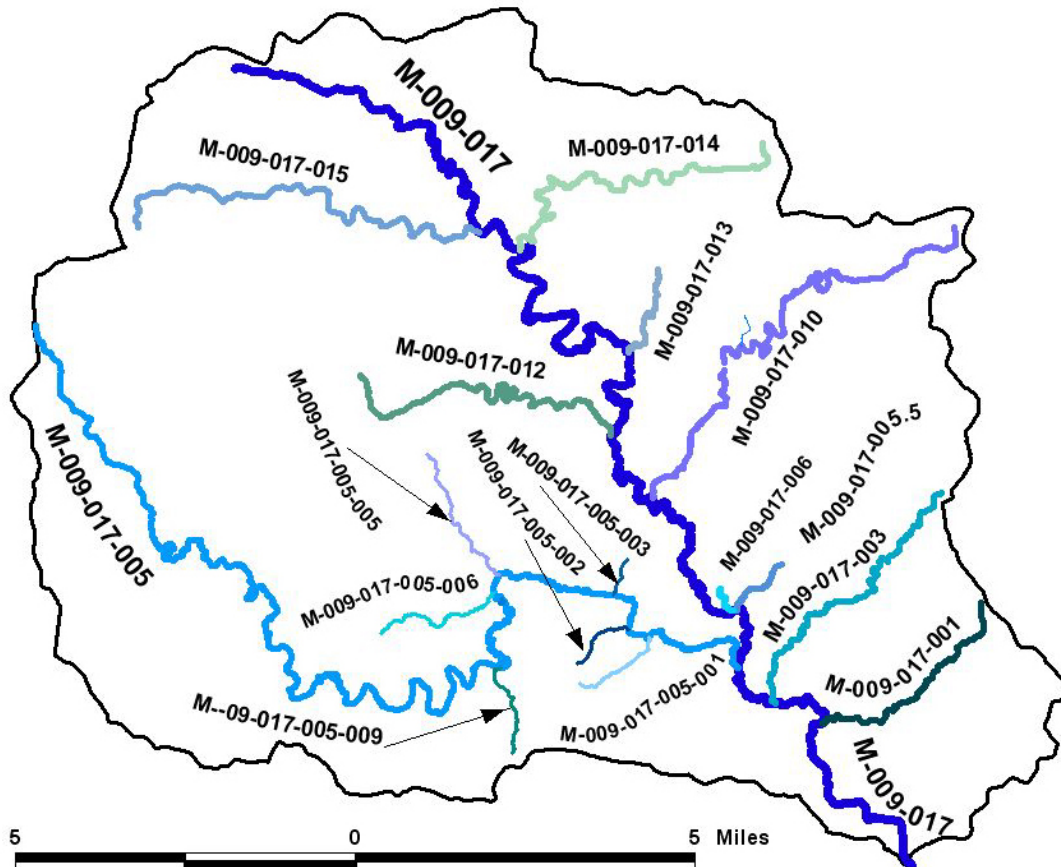 M-009-017
M-009-017-014
M-009-017-015
M-009-017-013
M-009-017-010
M-009-017-012
M-009-017-005-005
M-009-017-005-003
M-009-017-005-002
M-009-017-005.5
M-009-017-006
M-009-017-005
M-009-017-003
M-009-017-005-006
M-009-017-001
M-009-017-005-001
M--09-017-005-009
M-009-017
5 0 5 Miles